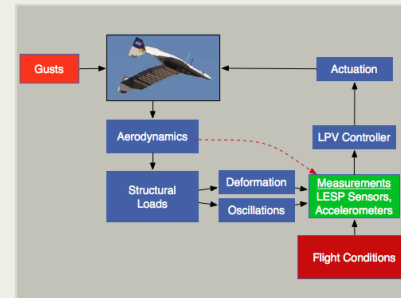 Gusts
Actuation
Aerodynamics
LPV Controller
Structural
Loads
Deformation
Oscillations
Measurements
LESP Sensors,
Accelerometers
Flight Conditions